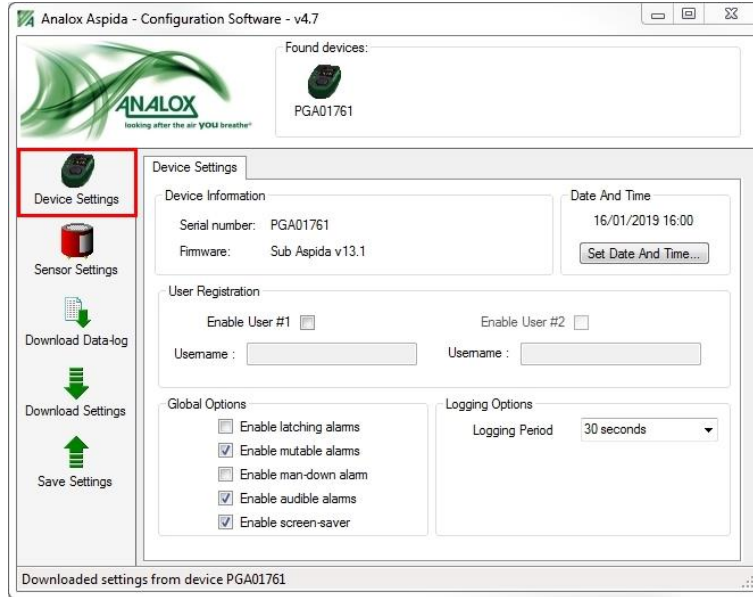 Analox Aspida - Configuration Software - v4.7
Found devices:
PGA01761
ANALOX
looking after the air YOU breathe®
Device Settings
Sensor Settings
Download Data-log
Download Settings
Save Settings
Device Settings
Device Information
Serial number: PGA01761
Firmware: Sub Aspida v13.1
Date And Time
16/01/2019 16:00
Set Date And Time...
User Registration
Enable User #1
Enable User #2
Username :
Username :
Global Options
Enable latching alarms
Enable mutable alarms
Enable man-down alarm
Enable audible alarms
Enable screen-saver
Logging Options
Logging Period 30 seconds
Downloaded settings from device PGA01761